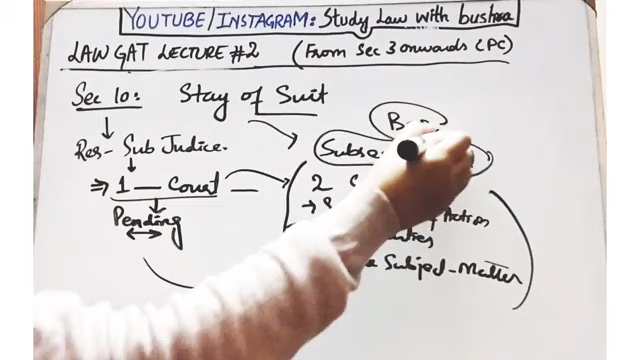 YOUTUBE/INSTAGRAM: Study Law with bushra
LAW GAT LECTURE #2 (From Sec 3 onwards CPC)
Sec 10: Stay of Suit
Res-Sub Judice.
1 — Court —
Pending
2
Action
Subject-Matter